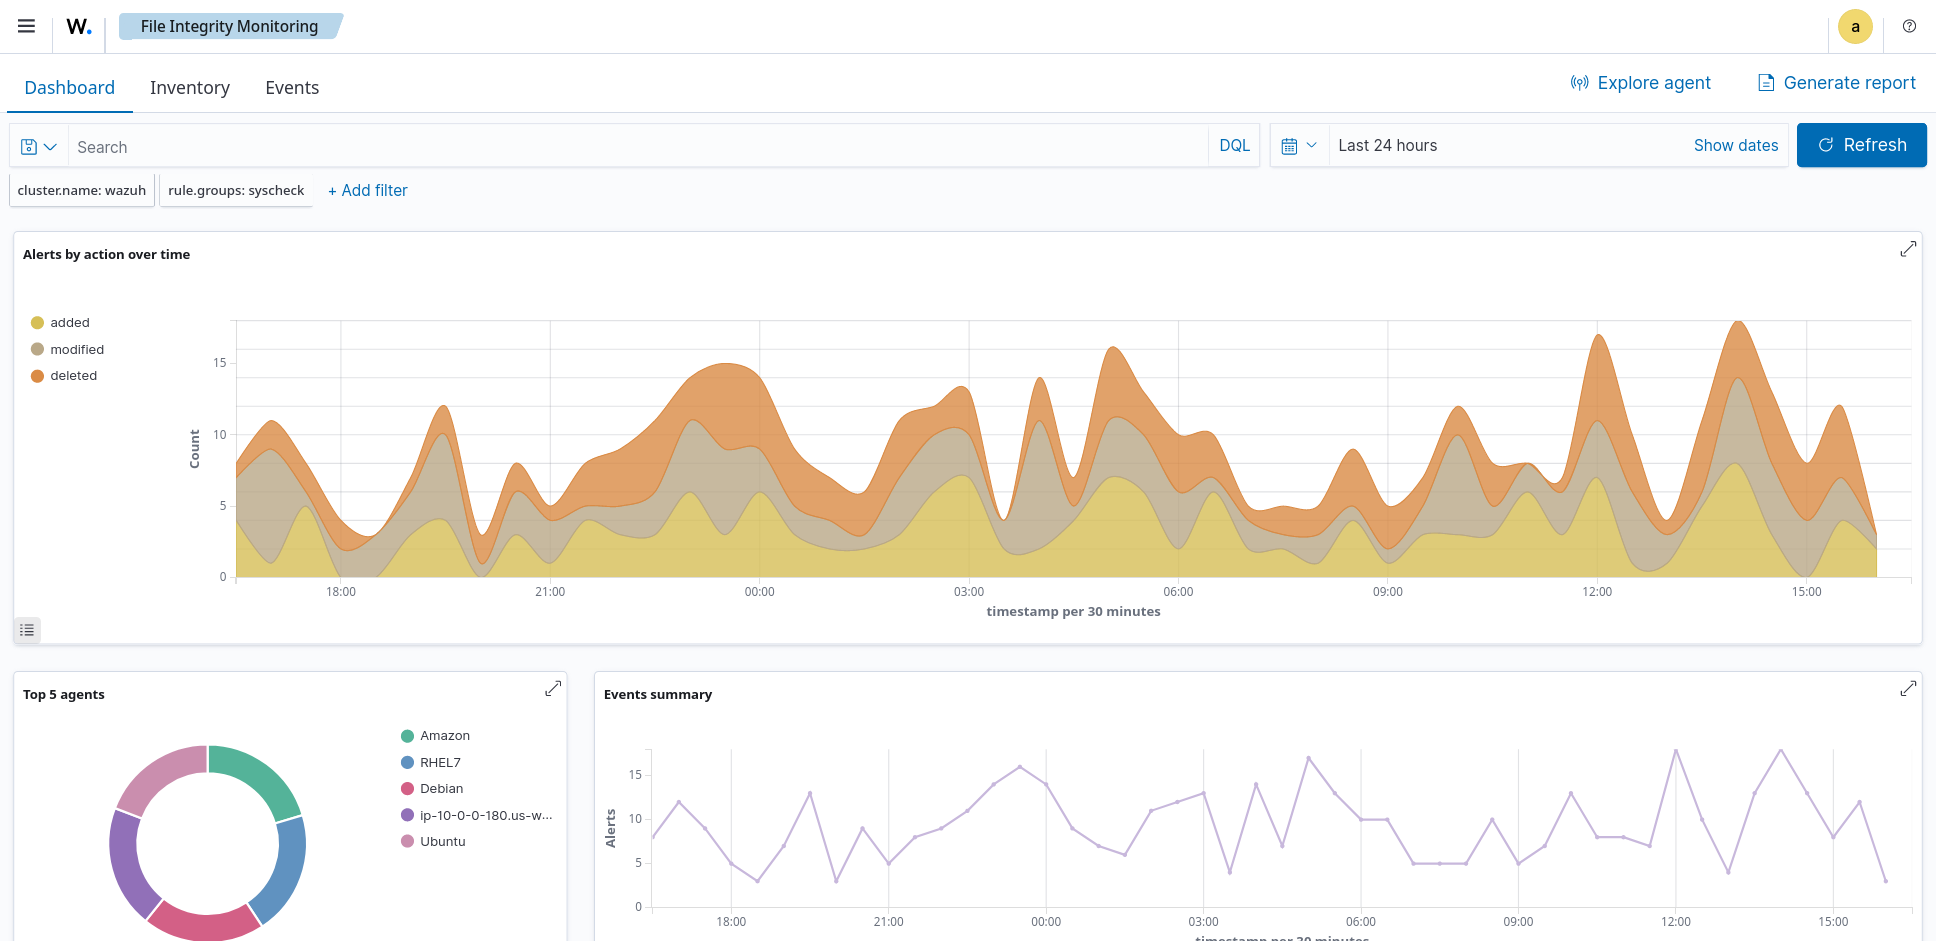 W. File Integrity Monitoring a
Dashboard Inventory Events Explore agent Generate report
Search DQL Last 24 hours Show dates Refresh
cluster.name: wazuh rule.groups: syscheck + Add filter
Alerts by action over time
added
modified
deleted
15
10
5
0
Count
18:00 21:00 00:00 03:00 06:00 09:00 12:00 15:00
timestamp per 30 minutes
Top 5 agents
Amazon
RHEL7
Debian
ip-10-0-0-180.us-w...
Ubuntu
Events summary
15
10
5
0
Alerts
18:00 21:00 00:00 03:00 06:00 09:00 12:00 15:00
timestamp per 30 minutes